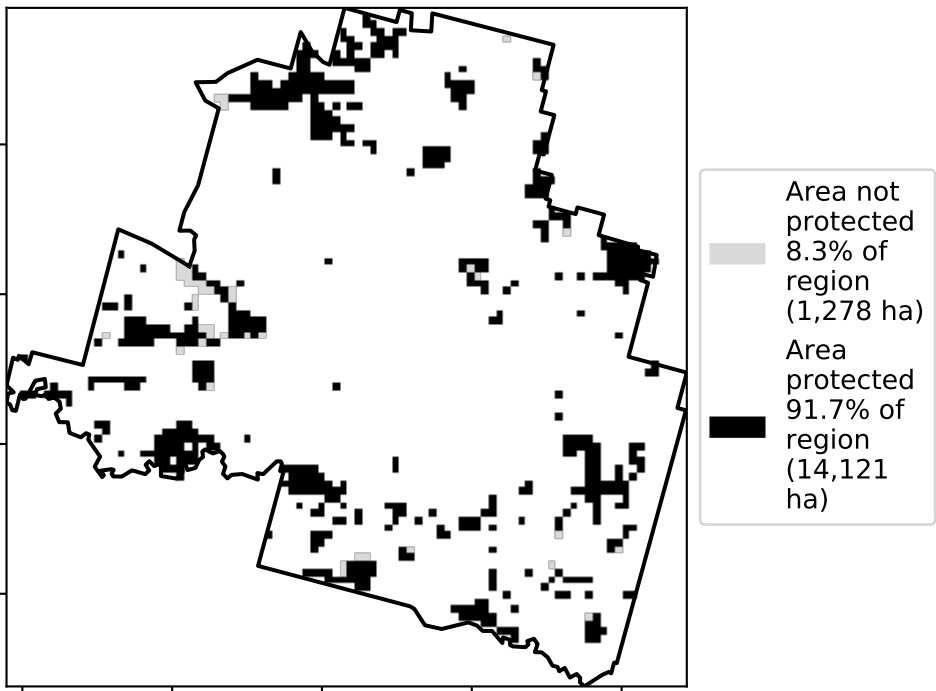 Area not
protected
8.3% of
region
(1,278 ha)
Area
protected
91.7% of
region
(14,121
ha)